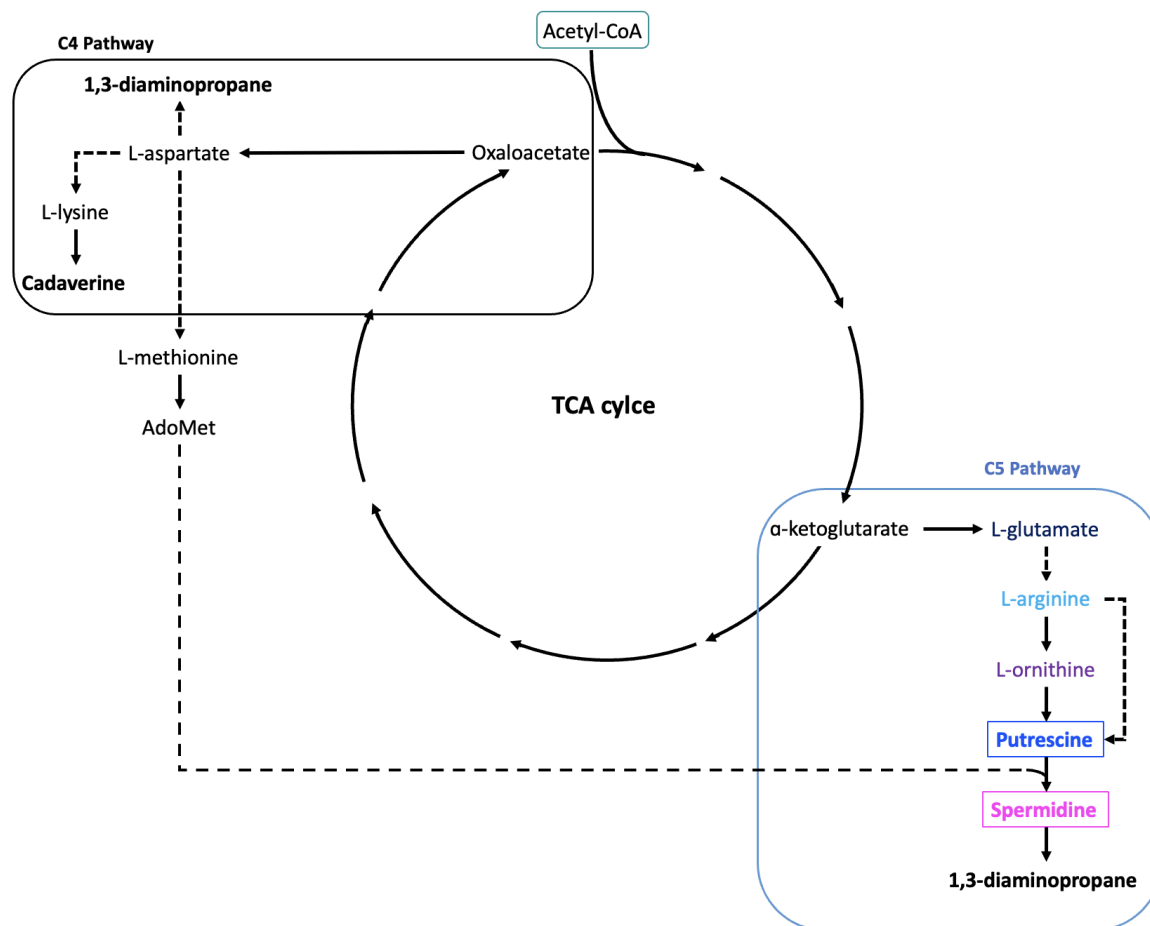 Acetyl-CoA
C4 Pathway
1,3-diaminopropane
L-aspartate
Oxaloacetate
L-lysine
Cadaverine
L-methionine
AdoMet
TCA cylce
C5 Pathway
α-ketoglutarate
L-glutamate
L-arginine
L-ornithine
Putrescine
Spermidine
1,3-diaminopropane